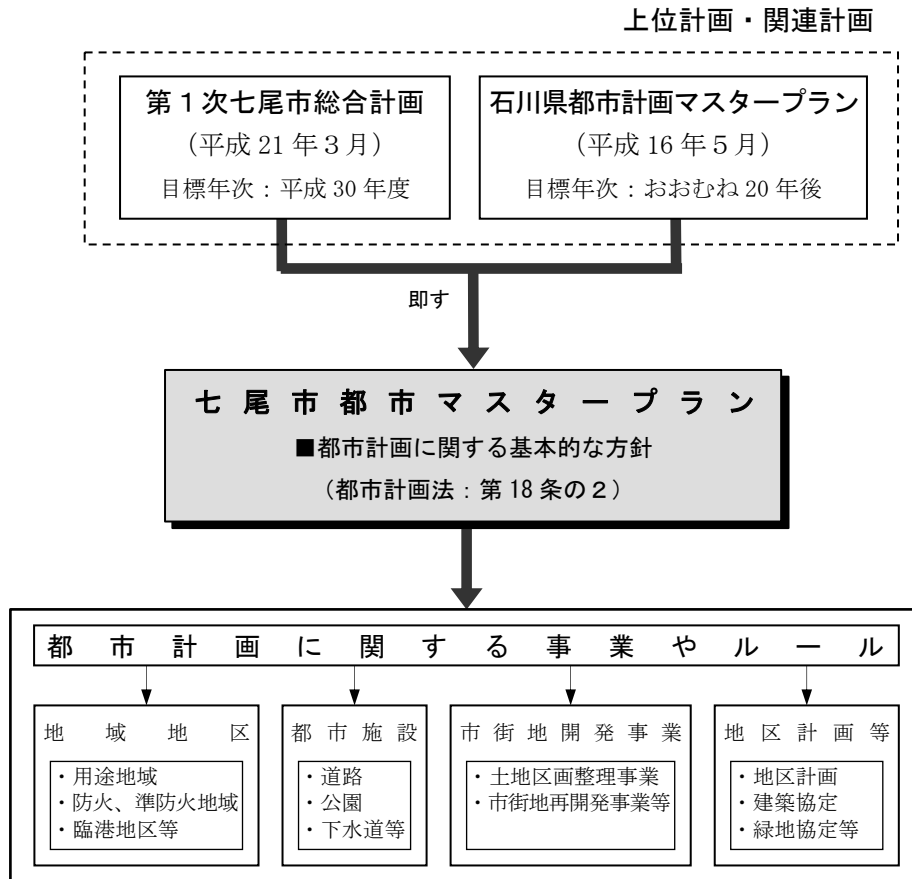 上位計画・関連計画
第１次七尾市総合計画
（平成 21 年３月）
目標年次：平成 30 年度
石川県都市計画マスタープラン
（平成 16 年５月）
目標年次：おおむね 20 年後
即す
七尾市都市マスタープラン
■都市計画に関する基本的な方針
（都市計画法：第 18 条の２）
都市計画に関する事業やルール
地域地区
・用途地域
・防火、準防火地域
・臨港地区等
都市施設
・道路
・公園
・下水道等
市街地開発事業
・土地区画整理事業
・市街地再開発事業等
地区計画等
・地区計画
・建築協定
・緑地協定等